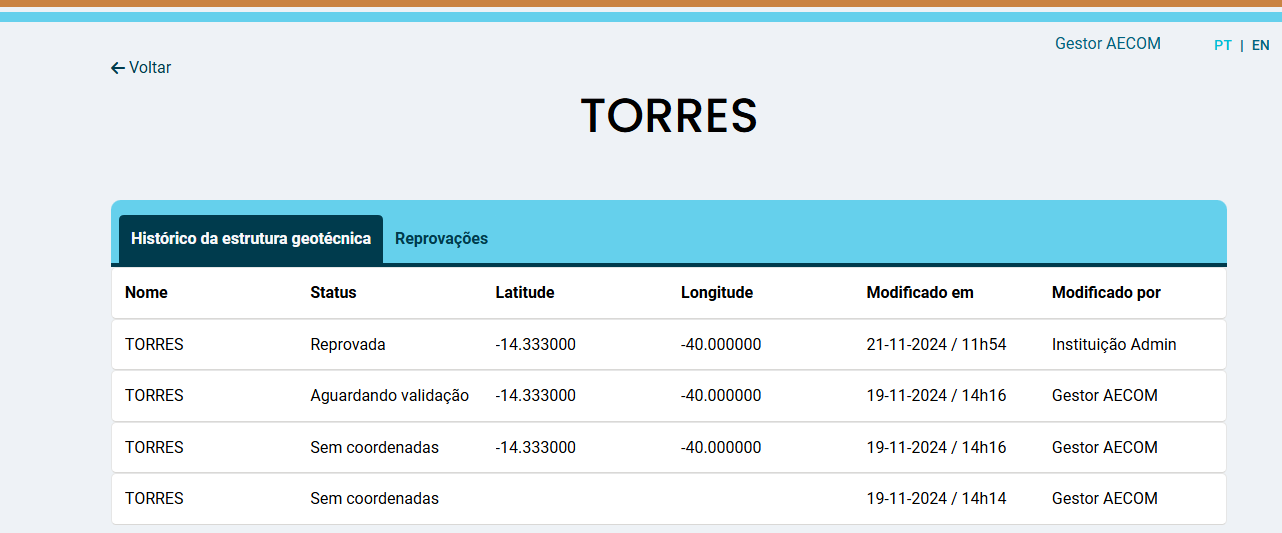 Gestor AECOM PT | EN
← Voltar
TORRES
Histórico da estrutura geotécnica Reprovações
Nome Status Latitude Longitude Modificado em Modificado por
TORRES Reprovada -14.333000 -40.000000 21-11-2024 / 11h54 Instituição Admin
TORRES Aguardando validação -14.333000 -40.000000 19-11-2024 / 14h16 Gestor AECOM
TORRES Sem coordenadas -14.333000 -40.000000 19-11-2024 / 14h16 Gestor AECOM
TORRES Sem coordenadas 19-11-2024 / 14h14 Gestor AECOM